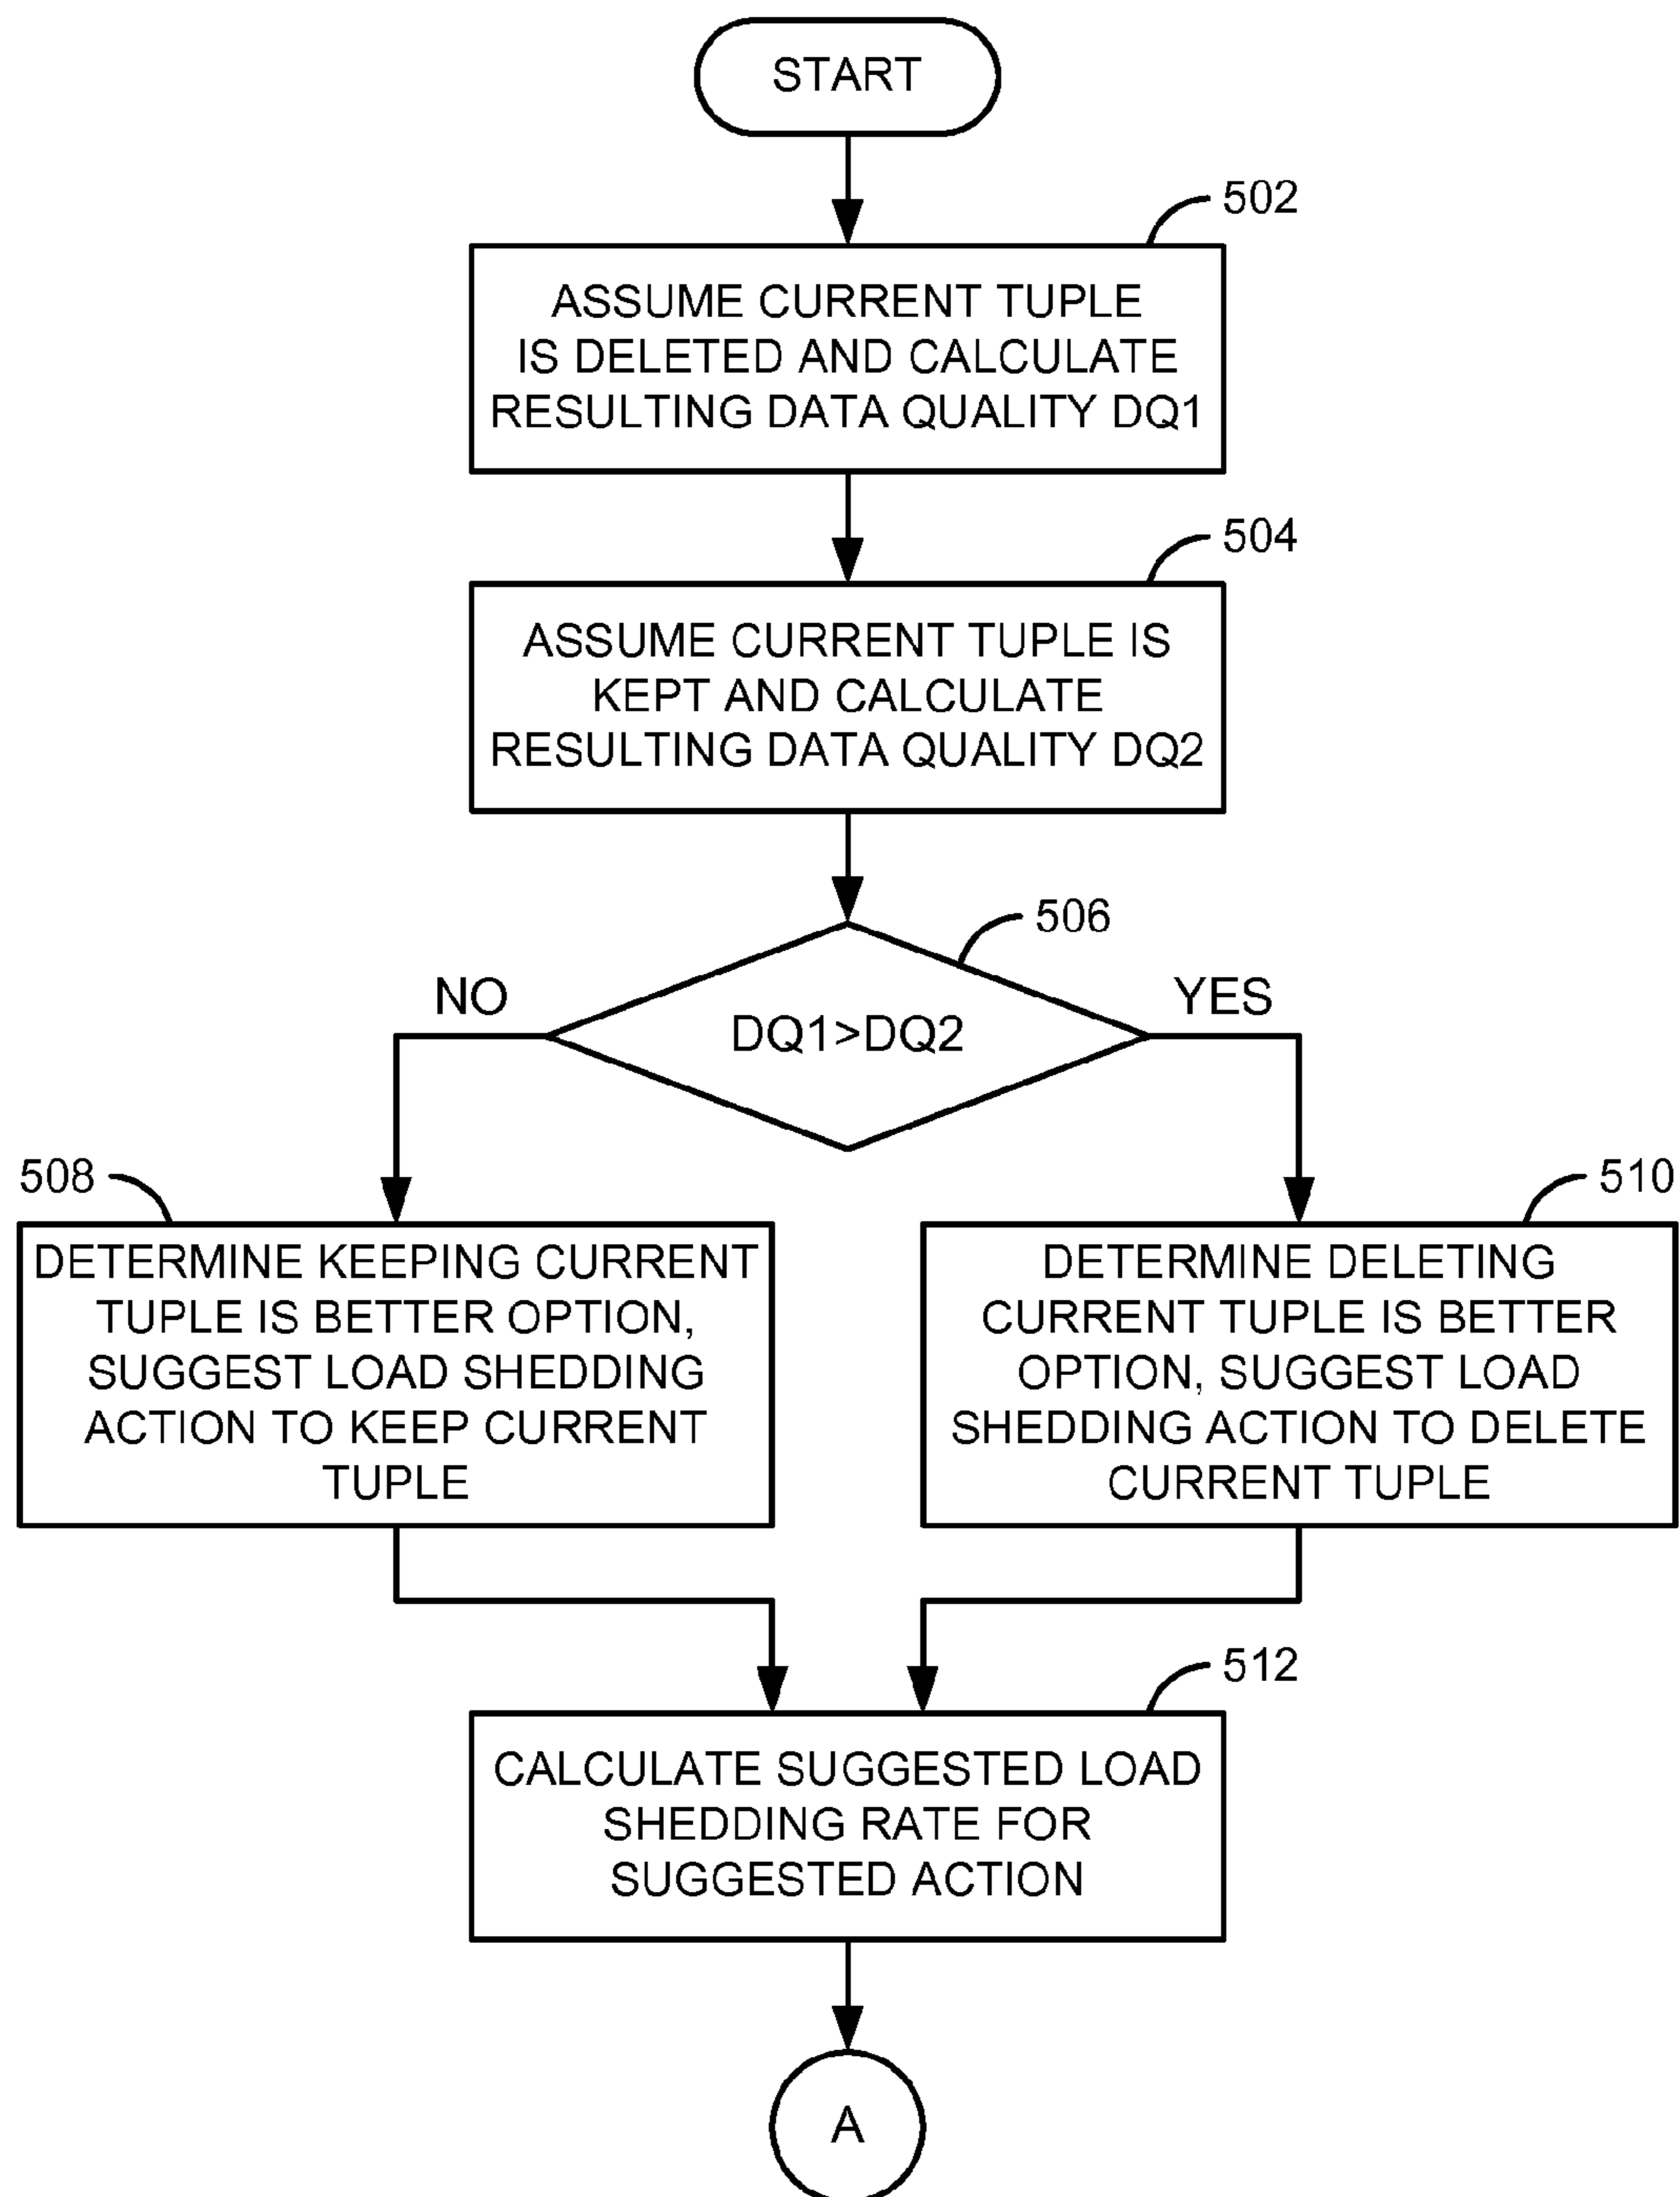 START
502
ASSUME CURRENT TUPLE
IS DELETED AND CALCULATE
RESULTING DATA QUALITY DQ1
504
ASSUME CURRENT TUPLE IS
KEPT AND CALCULATE
RESULTING DATA QUALITY DQ2
506
NO
YES
DQ1>DQ2
508
DETERMINE KEEPING CURRENT
TUPLE IS BETTER OPTION,
SUGGEST LOAD SHEDDING
ACTION TO KEEP CURRENT
TUPLE
510
DETERMINE DELETING
CURRENT TUPLE IS BETTER
OPTION, SUGGEST LOAD
SHEDDING ACTION TO DELETE
CURRENT TUPLE
512
CALCULATE SUGGESTED LOAD
SHEDDING RATE FOR
SUGGESTED ACTION
A